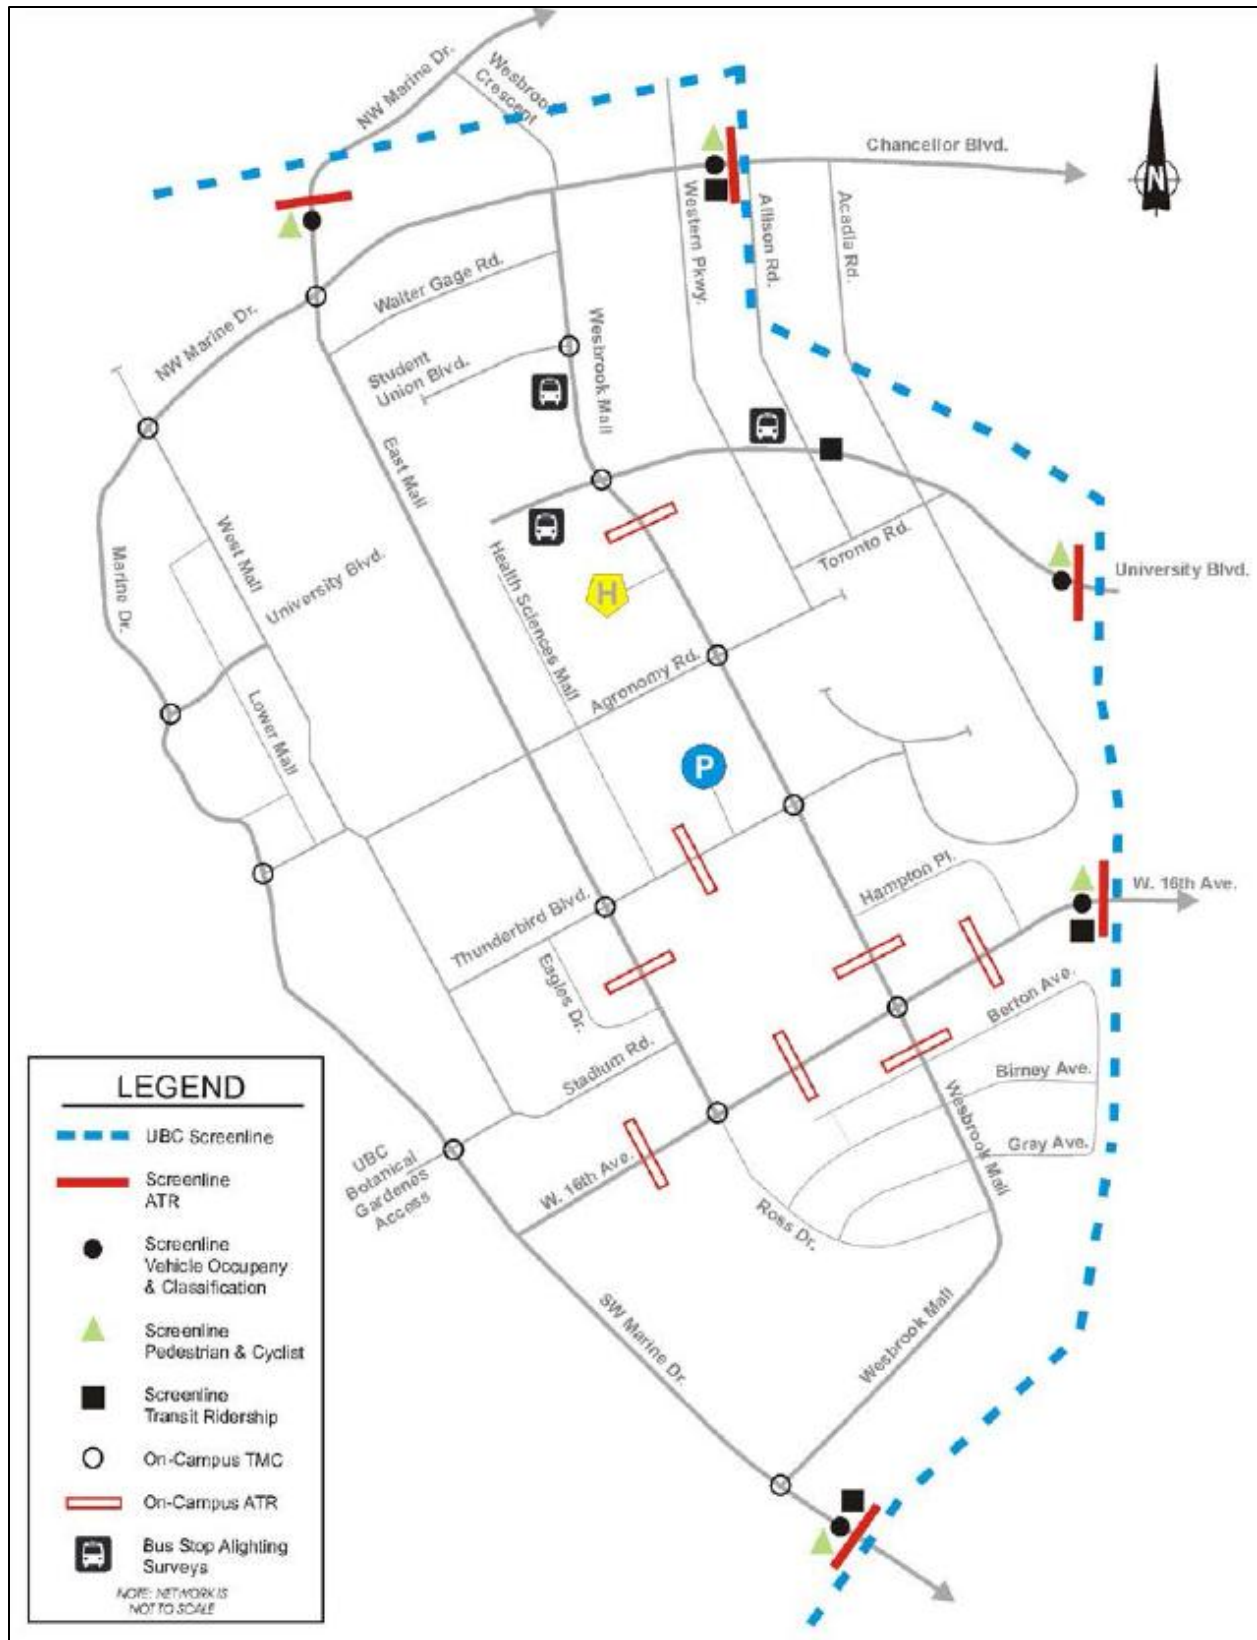 NW Marine Dr.
Wesbrook
Crescent
Chancellor Blvd.
N
Western Pkwy.
Allison Rd.
Acadia Rd.
Walter Gage Rd.
NW Marine Dr.
Student
Union Blvd.
Wesbrook Mall
East Mall
West Mall
University Blvd.
Health Sciences Mall
Toronto Rd.
University Blvd.
Marine Dr.
H
Agronomy Rd.
Lower Mall
P
Hampton Pl.
W. 16th Ave.
Thunderbird Blvd.
Eagles Dr.
Stadium Rd.
Berton Ave.
Birney Ave.
Gray Ave.
Wesbrook Mall
UBC
Botanical
Gardenes
Access
W. 16th Ave.
Ross Dr.
SW Marine Dr.
Wesbrook Mall
LEGEND
UBC Screenline
Screenline
ATR
Screenline
Vehicle Occupany
& Classification
Screenline
Pedestrian & Cyclist
Screenline
Transit Ridership
On-Campus TMC
On-Campus ATR
Bus Stop Alighting
Surveys
NOTE: NETWORK IS
NOT TO SCALE